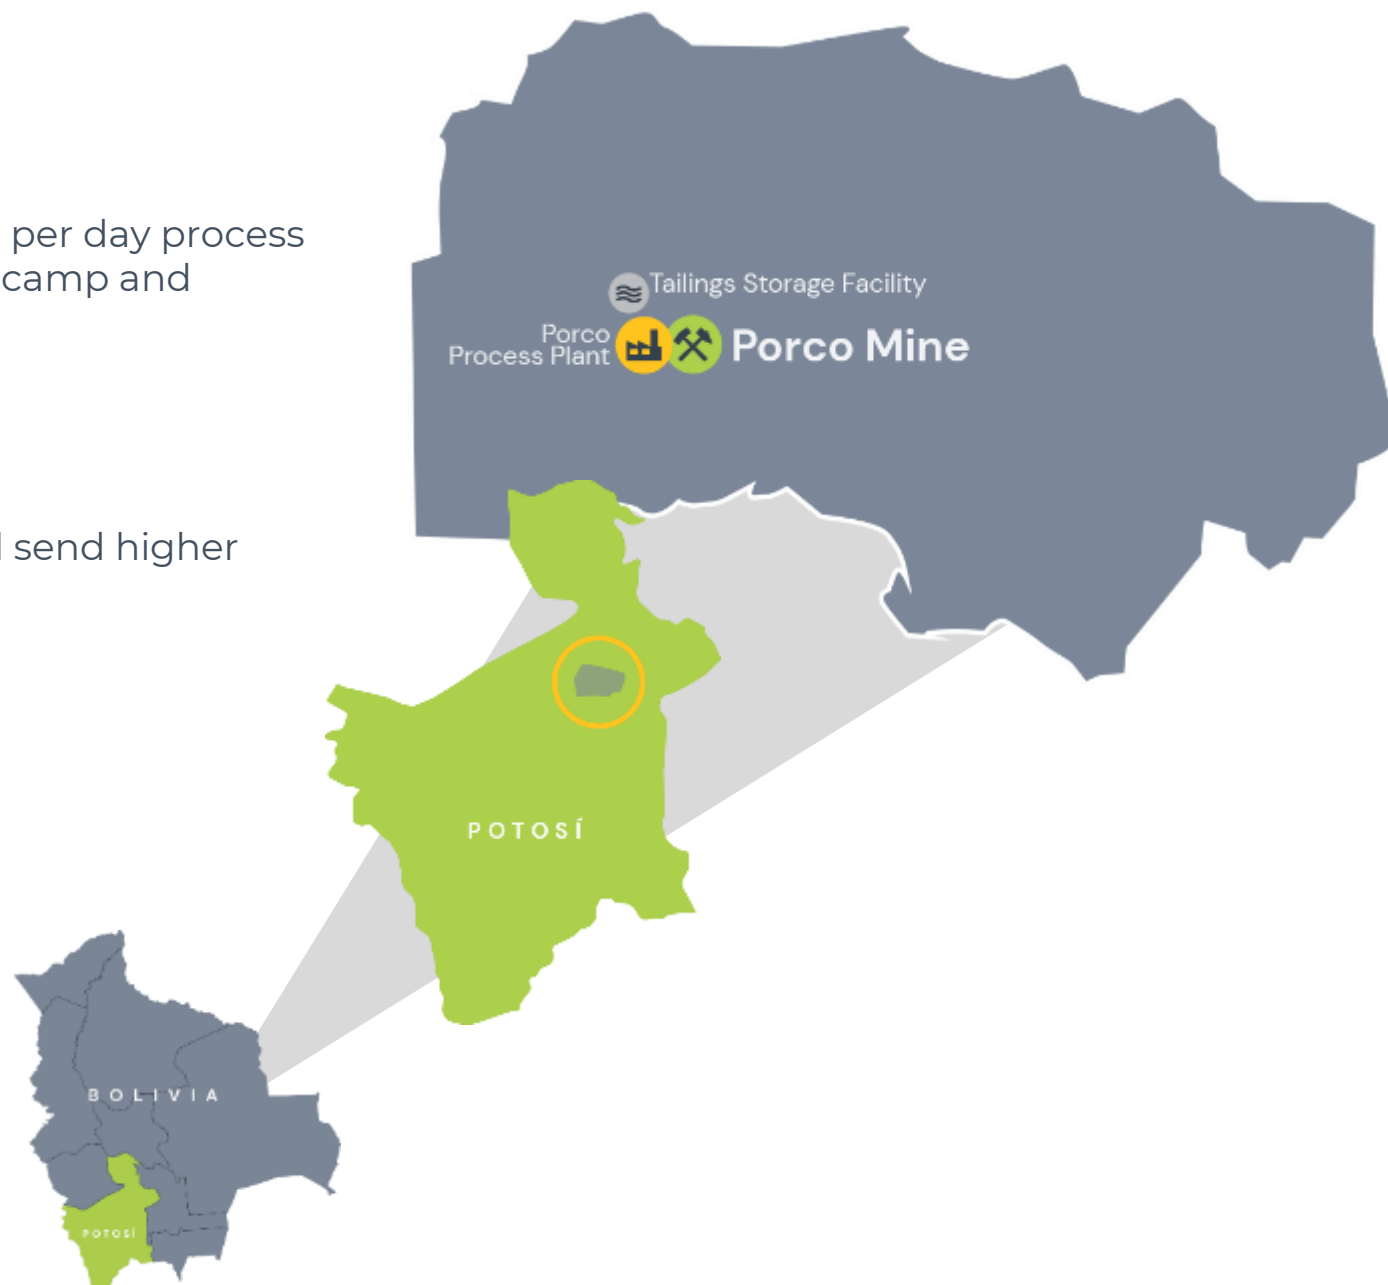 per day process
camp and
send higher
Tailings Storage Facility
Porco
Process Plant
Porco Mine
POTOSÍ
BOLIVIA
POTOSÍ